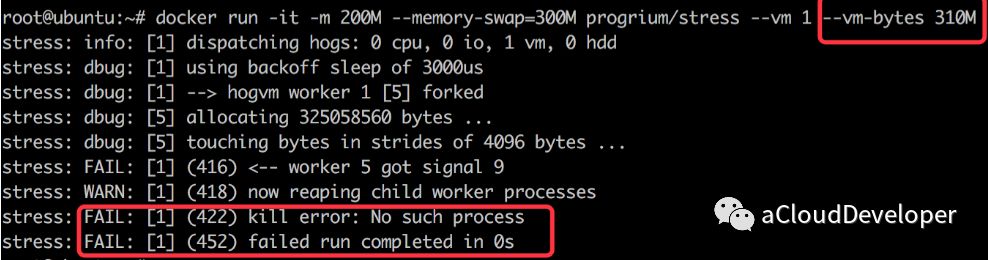 root@ubuntu:~# docker run -it -m 200M --memory-swap=300M progrium/stress --vm 1 --vm-bytes 310M
stress: info: [1] dispatching hogs: 0 cpu, 0 io, 1 vm, 0 hdd
stress: dbug: [1] using backoff sleep of 3000us
stress: dbug: [1] --> hogvm worker 1 [5] forked
stress: dbug: [5] allocating 325058560 bytes ...
stress: dbug: [5] touching bytes in strides of 4096 bytes ...
stress: FAIL: [1] (416) <-- worker 5 got signal 9
stress: WARN: [1] (418) now reaping child worker processes
stress: FAIL: [1] (422) kill error: No such process
stress: FAIL: [1] (452) failed run completed in 0s
aCloudDeveloper